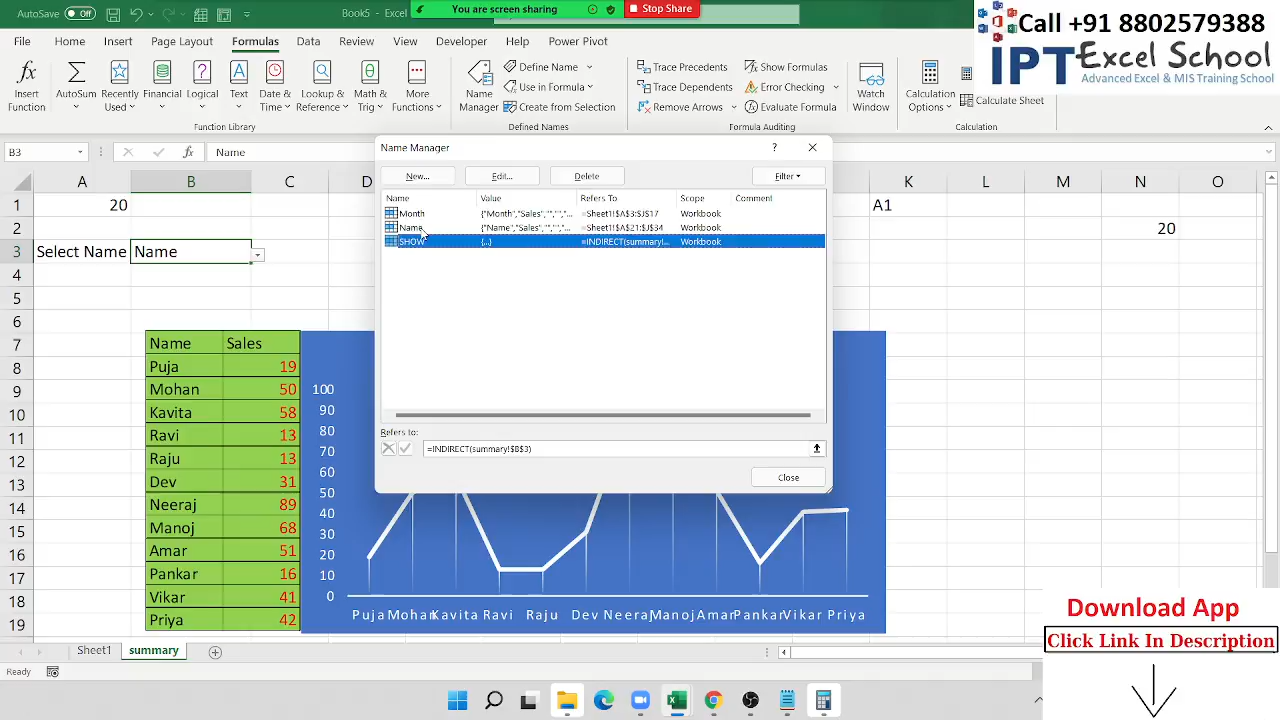 AutoSave Off Book5 - Excel
You are screen sharing Stop Share
Call +91 8802579388
IPT Excel School
Advanced Excel & MIS Training School
File Home Insert Page Layout Formulas Data Review View Developer Help Power Pivot
Insert Function
AutoSum
Recently Used
Financial
Logical
Text
Date & Time
Lookup & Reference
Math & Trig
More Functions
Function Library
Name Manager
Define Name
Use in Formula
Create from Selection
Defined Names
Trace Precedents
Trace Dependents
Remove Arrows
Show Formulas
Error Checking
Evaluate Formula
Formula Auditing
Watch Window
Calculation Options
Calculate Sheet
Calculation
B3 fx Name
A B C D K L M N O
1 20 A1
2 20
3 Select Name Name
4
5
6
7 Name Sales
8 Puja 19
9 Mohan 50
10 Kavita 58
11 Ravi 13
12 Raju 13
13 Dev 31
14 Neeraj 89
15 Manoj 68
16 Amar 51
17 Pankar 16
18 Vikar 41
19 Priya 42
100
90
80
70
60
50
40
30
20
10
0
Puja Mohan Kavita Ravi Raju Dev Neeraj Manoj Amar Pankar Vikar Priya
Name Manager ?
New... Edit... Delete Filter
Name Value Refers To Scope Comment
Month {"Month","Sales","","",... =Sheet1!$A$3:$J$17 Workbook
Name {"Name","Sales","","",... =Sheet1!$A$21:$J$34 Workbook
SHOW {...} =INDIRECT(summary!... Workbook
Refers to:
=INDIRECT(summary!$B$3)
Close
Sheet1 summary
Ready
Download App
Click Link In Description